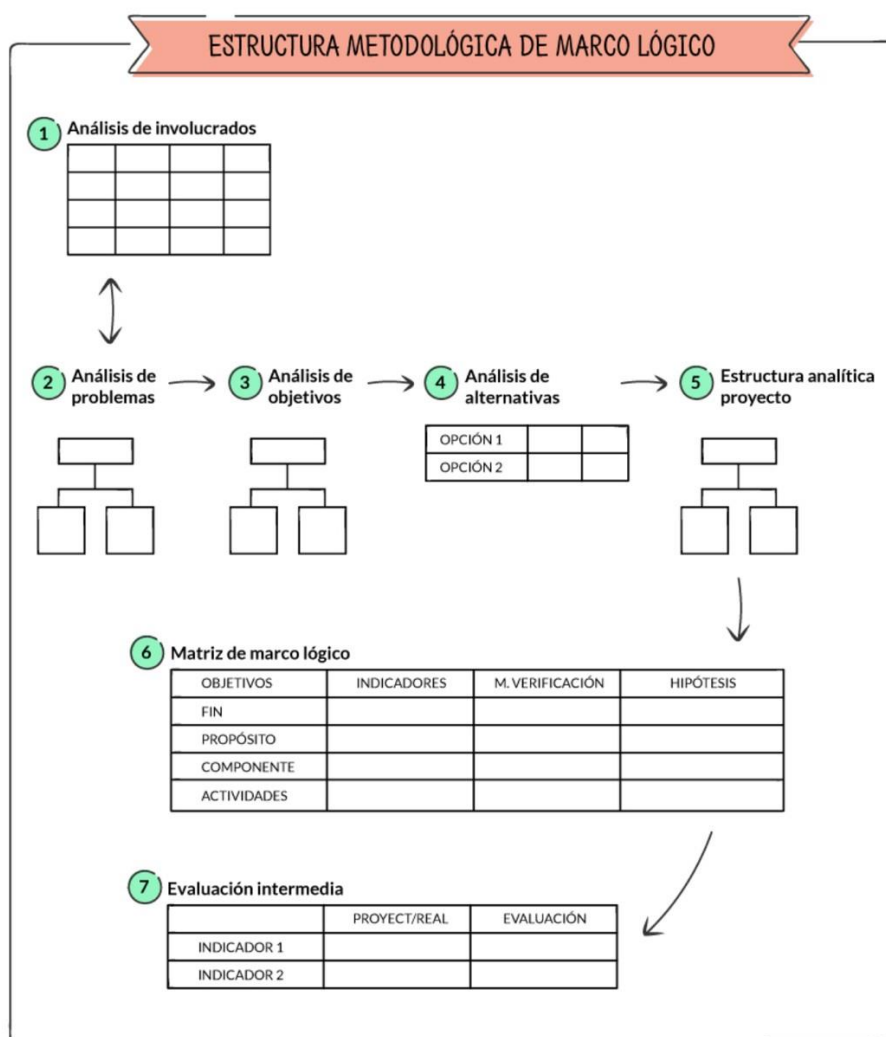 ESTRUCTURA METODOLÓGICA DE MARCO LÓGICO
1 Análisis de involucrados
2 Análisis de
problemas
3 Análisis de
objetivos
4 Análisis de
alternativas
OPCIÓN 1
OPCIÓN 2
5 Estructura analítica
proyecto
6 Matriz de marco lógico
OBJETIVOS INDICADORES M. VERIFICACIÓN HIPÓTESIS
FIN
PROPÓSITO
COMPONENTE
ACTIVIDADES
7 Evaluación intermedia
PROYECT/REAL EVALUACIÓN
INDICADOR 1
INDICADOR 2